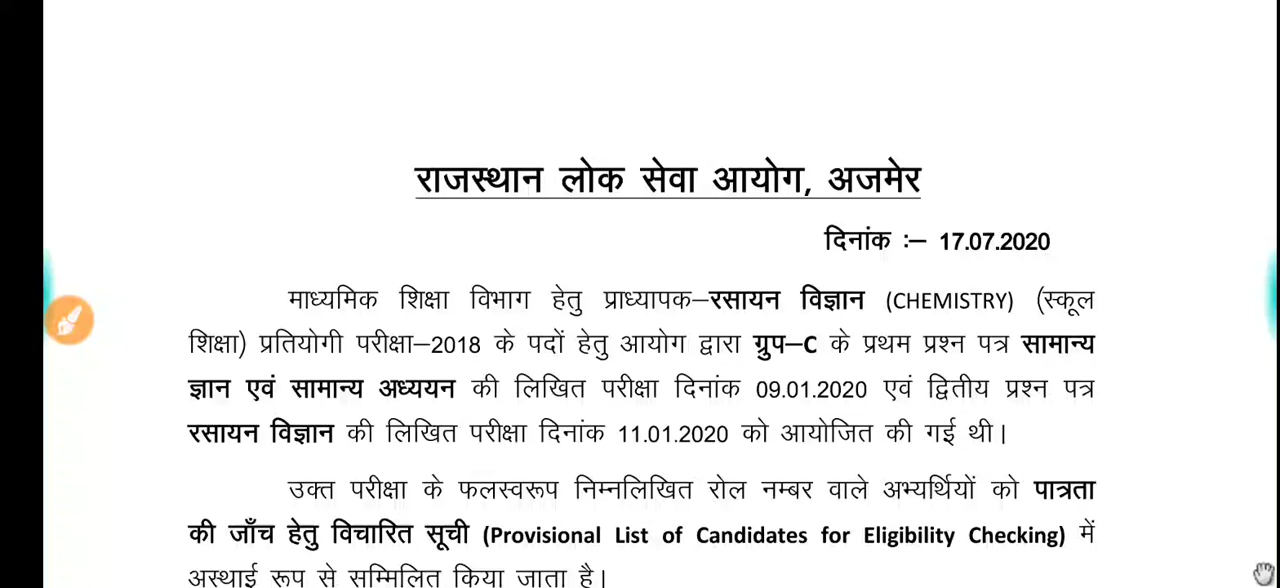 राजस्थान लोक सेवा आयोग, अजमेर
दिनांक :– 17.07.2020
माध्यमिक शिक्षा विभाग हेतु प्राध्यापक–रसायन विज्ञान (CHEMISTRY) (स्कूल
शिक्षा) प्रतियोगी परीक्षा–2018 के पदों हेतु आयोग द्वारा ग्रुप–C के प्रथम प्रश्न पत्र सामान्य
ज्ञान एवं सामान्य अध्ययन की लिखित परीक्षा दिनांक 09.01.2020 एवं द्वितीय प्रश्न पत्र
रसायन विज्ञान की लिखित परीक्षा दिनांक 11.01.2020 को आयोजित की गई थी।
उक्त परीक्षा के फलस्वरूप निम्नलिखित रोल नम्बर वाले अभ्यर्थियों को पात्रता
की जाँच हेतु विचारित सूची (Provisional List of Candidates for Eligibility Checking) में
अस्थाई रूप से सम्मिलित किया जाता है।